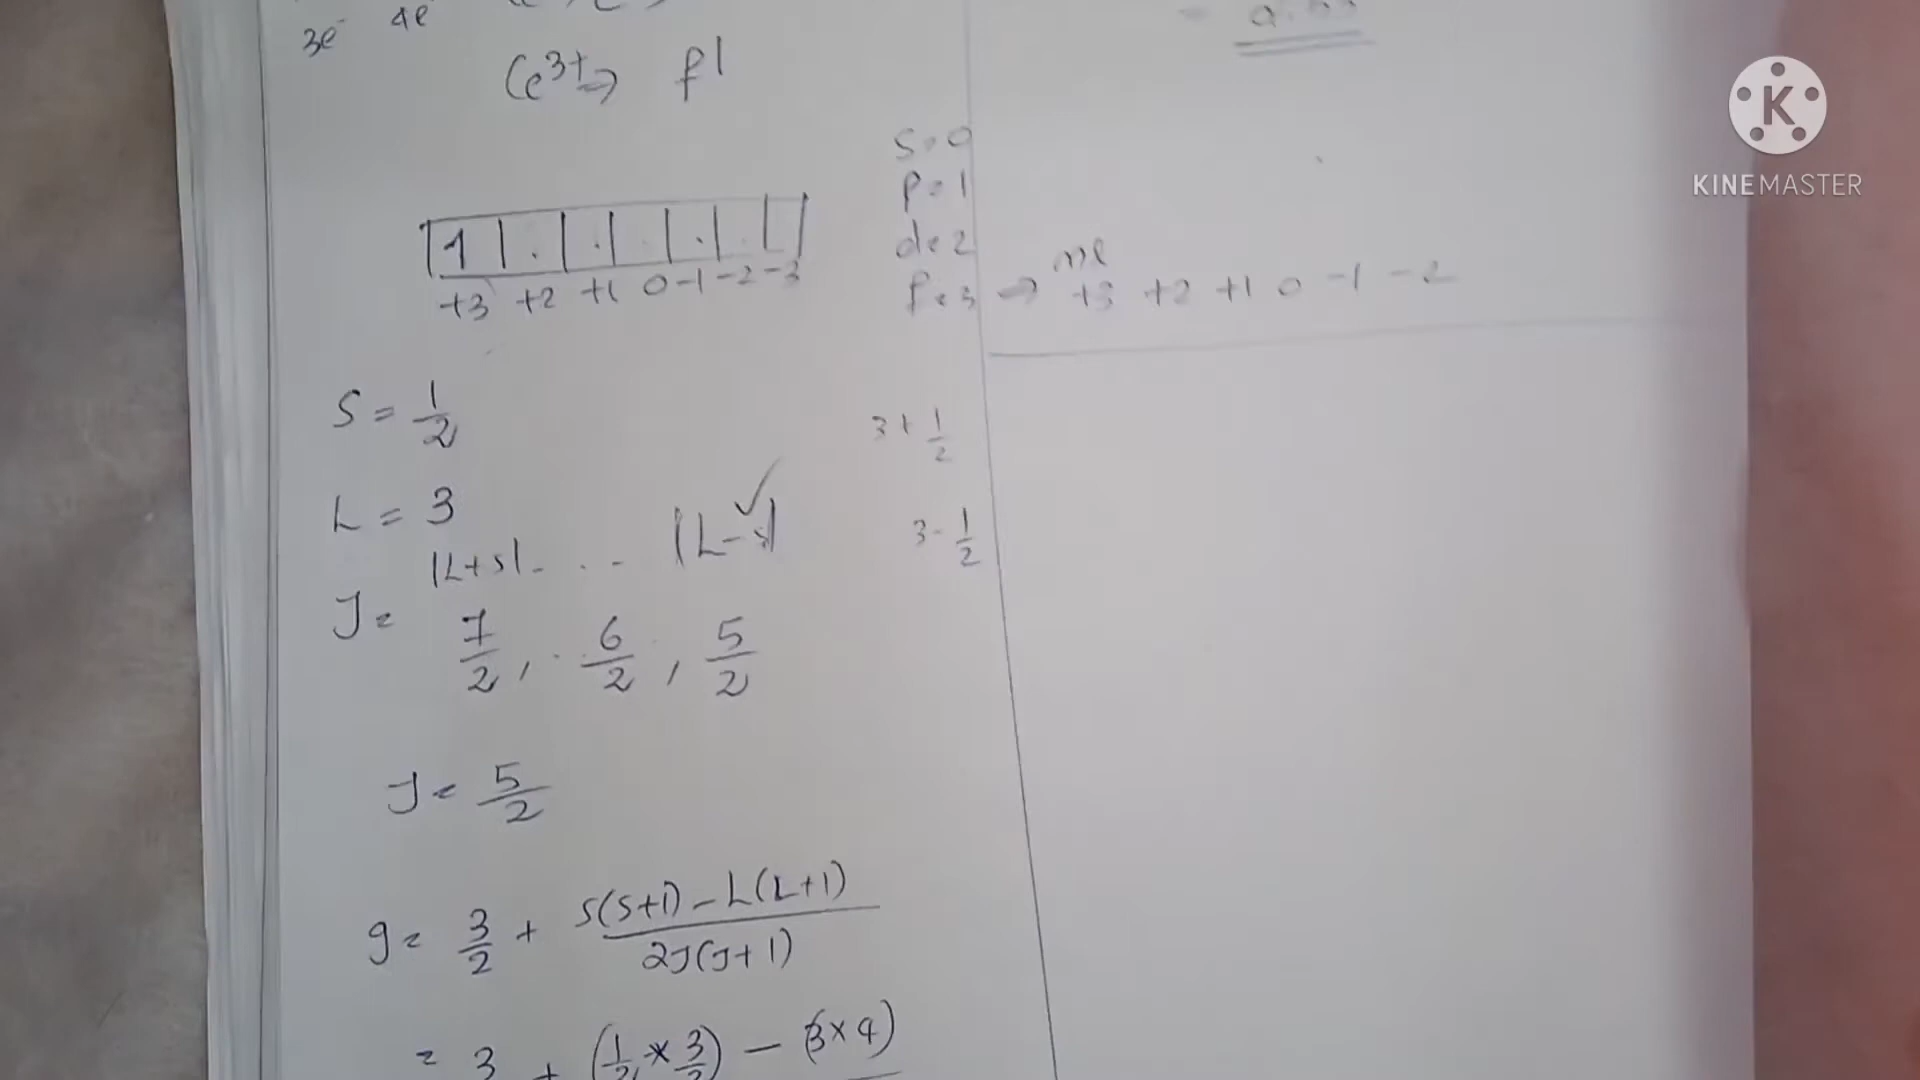 3e⁻ 4e
Ce³⁺ ⇒ f1
1
+3 +2 +1 0 -1 -2 -3
S = 0
P = 1
d = 2
f = 3 → +3 +2 +1 0 -1 -2
ml
S = 1/2
L = 3
|L+S| - . . - |L-S|
J = 7/2, . . 6/2, 5/2
3 + 1/2
3 - 1/2
J = 5/2
g = 3/2 + S(S+1) - L(L+1) / 2J(J+1)
= 3 + (1/2 * 3/2) - (3×4)
K
KINEMASTER